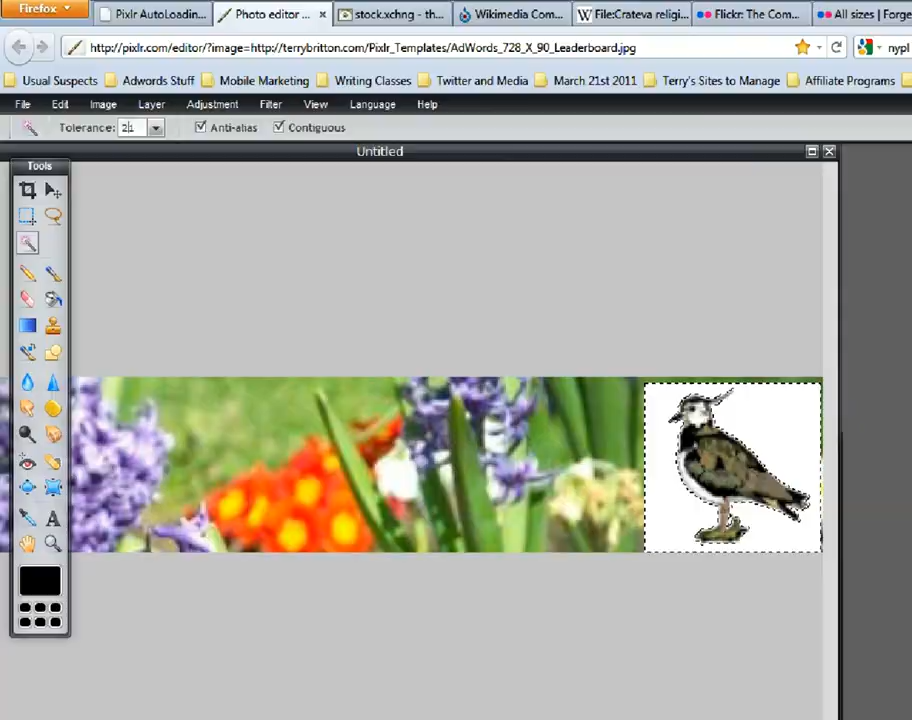 Firefox
Pixlr AutoLoading... Photo editor ... stock.xchng - th... Wikimedia Com... File:Crateva religi... Flickr: The Com... All sizes | Forge
http://pixlr.com/editor/?image=http://terrybritton.com/Pixlr_Templates/AdWords_728_X_90_Leaderboard.jpg nypl
Usual Suspects Adwords Stuff Mobile Marketing Writing Classes Twitter and Media March 21st 2011 Terry's Sites to Manage Affiliate Programs
File Edit Image Layer Adjustment Filter View Language Help
Tolerance: 21 Anti-alias Contiguous
Untitled
Tools